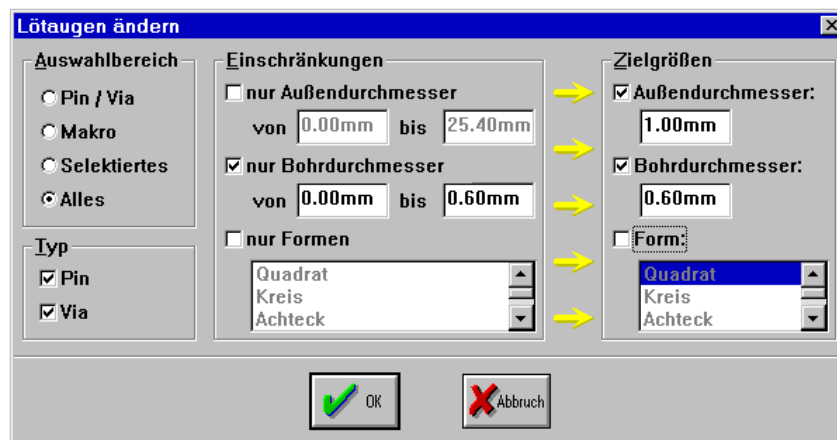 Lötaugen ändern
Auswahlbereich
Pin / Via
Makro
Selektiertes
Alles
Typ
Pin
Via
Einschränkungen
nur Außendurchmesser
von 0.00mm bis 25.40mm
nur Bohrdurchmesser
von 0.00mm bis 0.60mm
nur Formen
Quadrat
Kreis
Achteck
Zielgrößen
Außendurchmesser:
1.00mm
Bohrdurchmesser:
0.60mm
Form:
Quadrat
Kreis
Achteck
OK
Abbruch